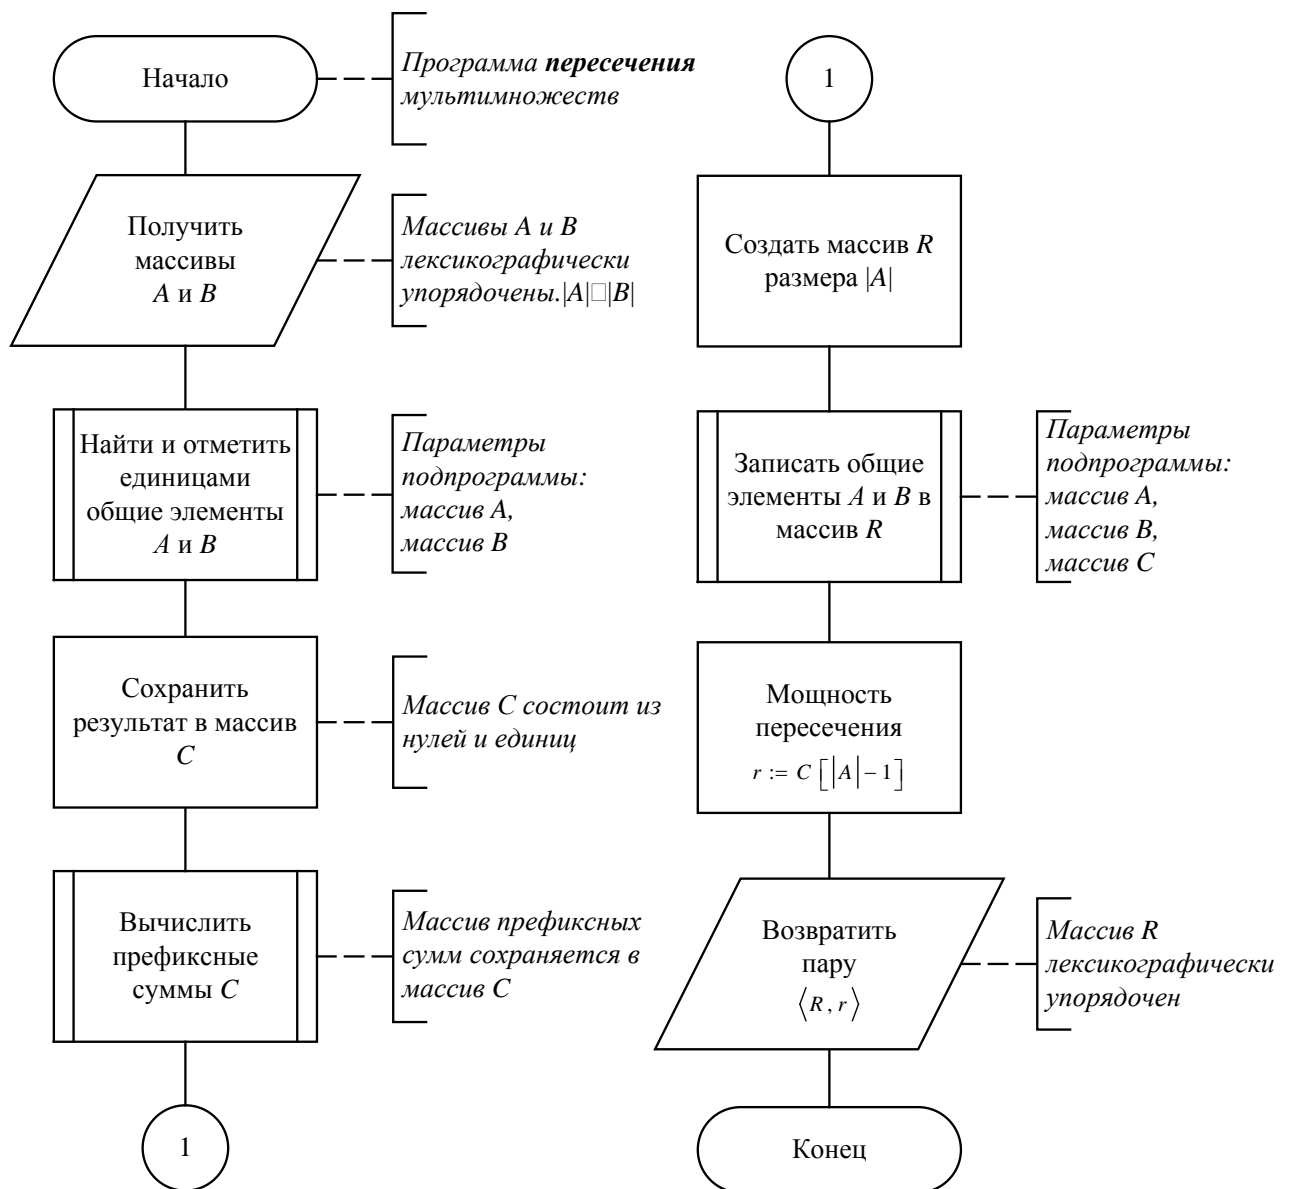 Начало
Программа пересечения
мультимножеств
Получить
массивы
A и B
Массивы A и B
лексикографически
упорядочены.|A|□|B|
Найти и отметить
единицами
общие элементы
A и B
Параметры
подпрограммы:
массив A,
массив B
Сохранить
результат в массив
C
Массив C состоит из
нулей и единиц
Вычислить
префиксные
суммы C
Массив префиксных
сумм сохраняется в
массив C
1
1
Создать массив R
размера |A|
Записать общие
элементы A и B в
массив R
Параметры
подпрограммы:
массив A,
массив B,
массив C
Мощность
пересечения
r := C [|A| − 1]
Возвратить
пару
⟨R, r⟩
Массив R
лексикографически
упорядочен
Конец